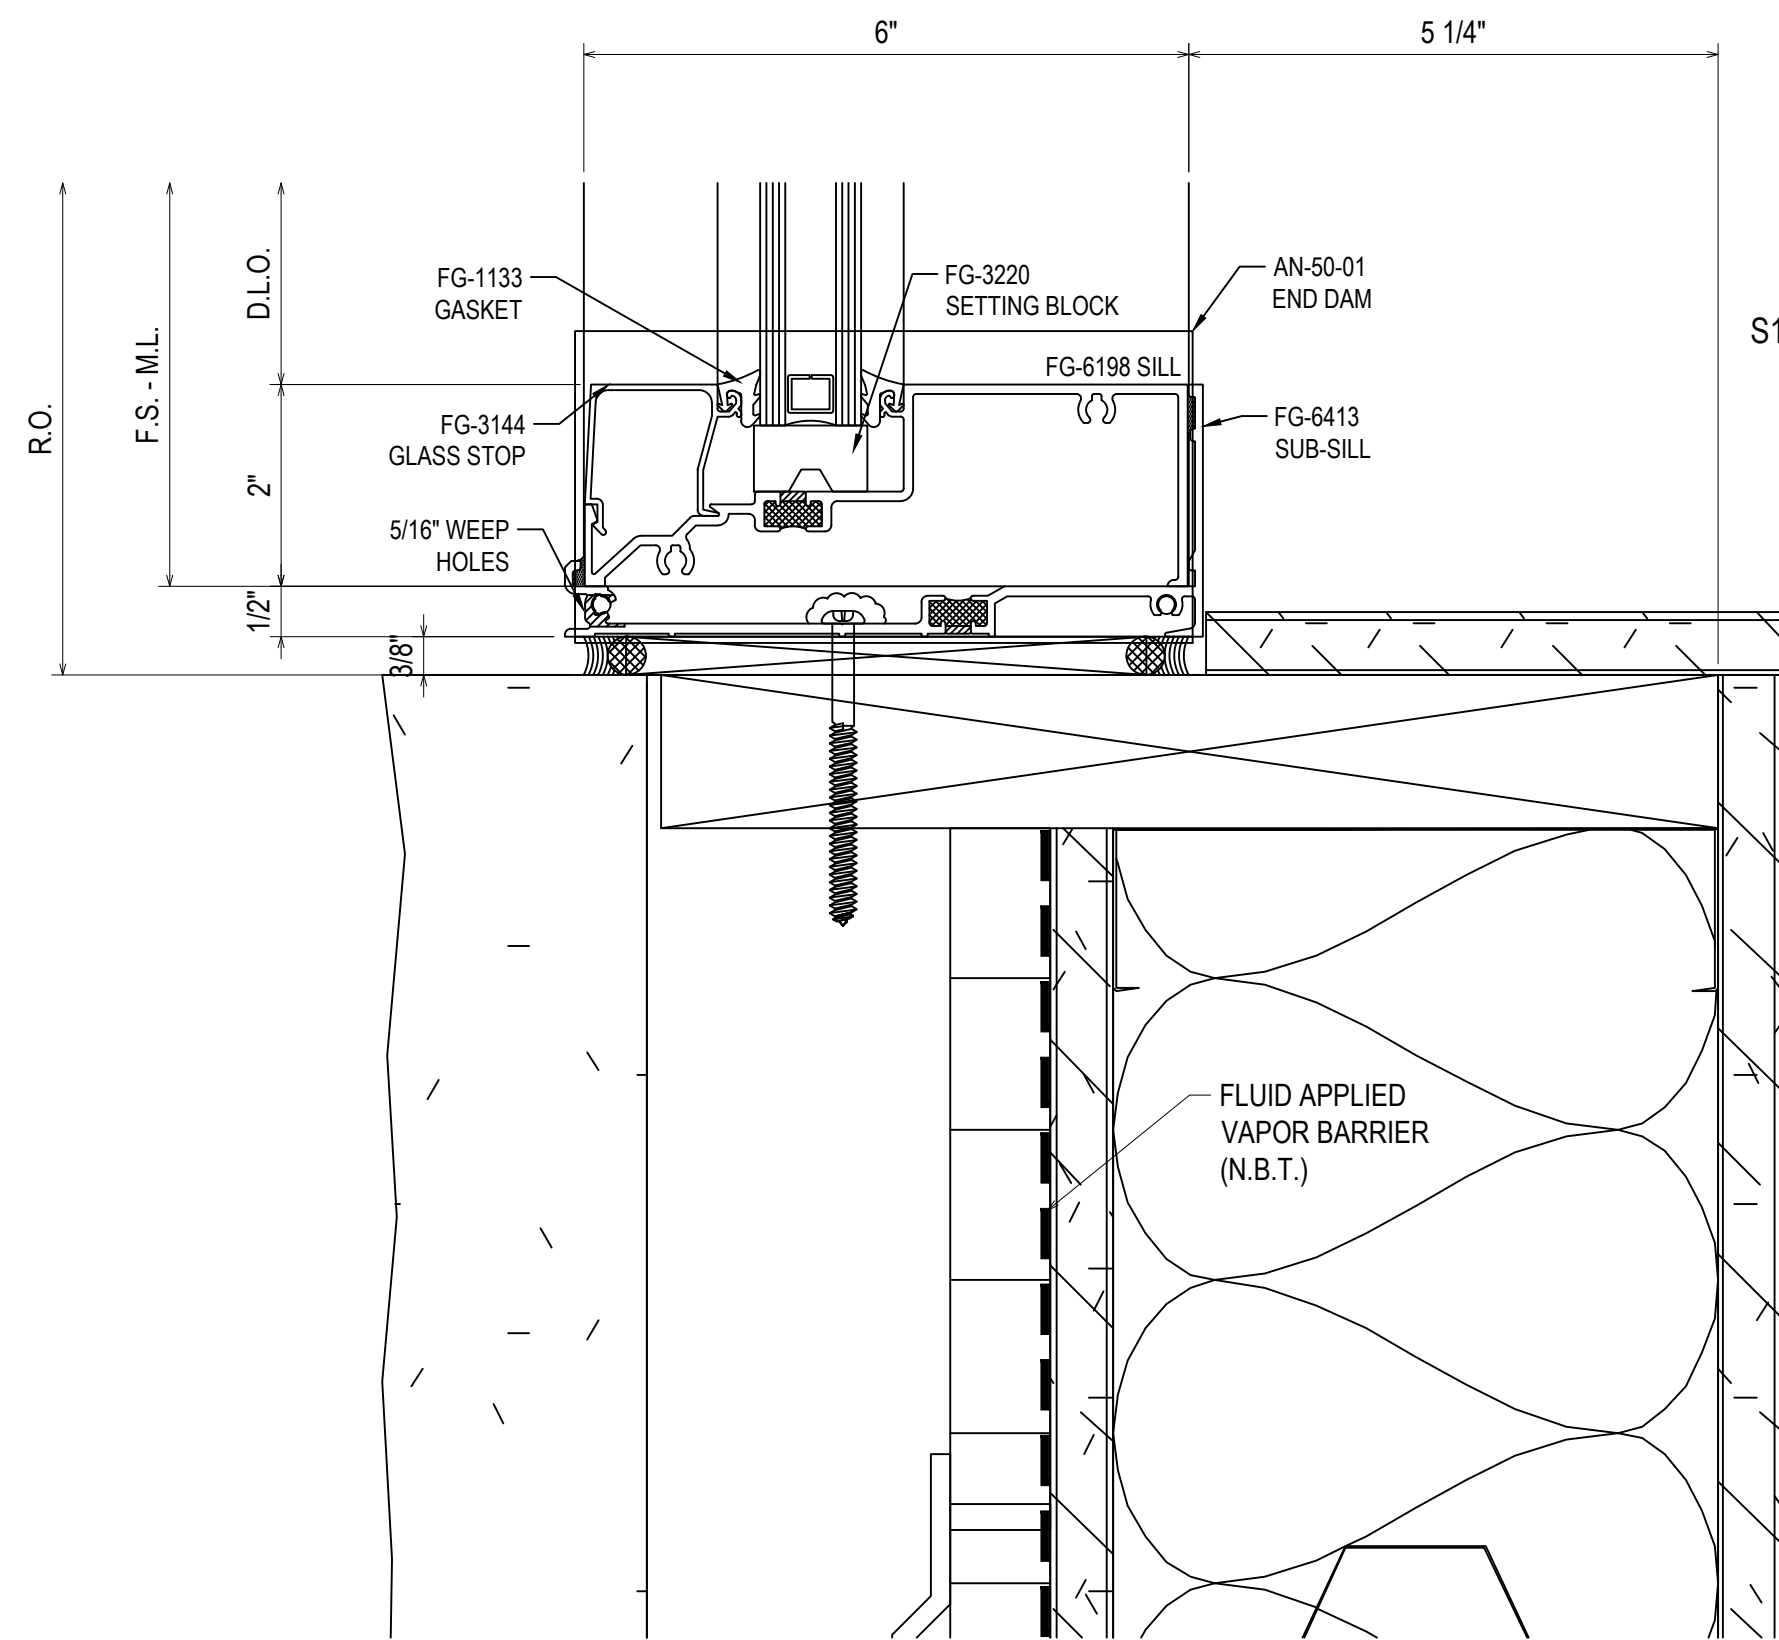 6"
5 1/4"
R.O.
F.S. - M.L.
D.L.O.
2"
1/2"
3/8"
FG-1133
GASKET
FG-3220
SETTING BLOCK
AN-50-01
END DAM
S1
FG-6198 SILL
FG-3144
GLASS STOP
FG-6413
SUB-SILL
5/16" WEEP
HOLES
FLUID APPLIED
VAPOR BARRIER
(N.B.T.)